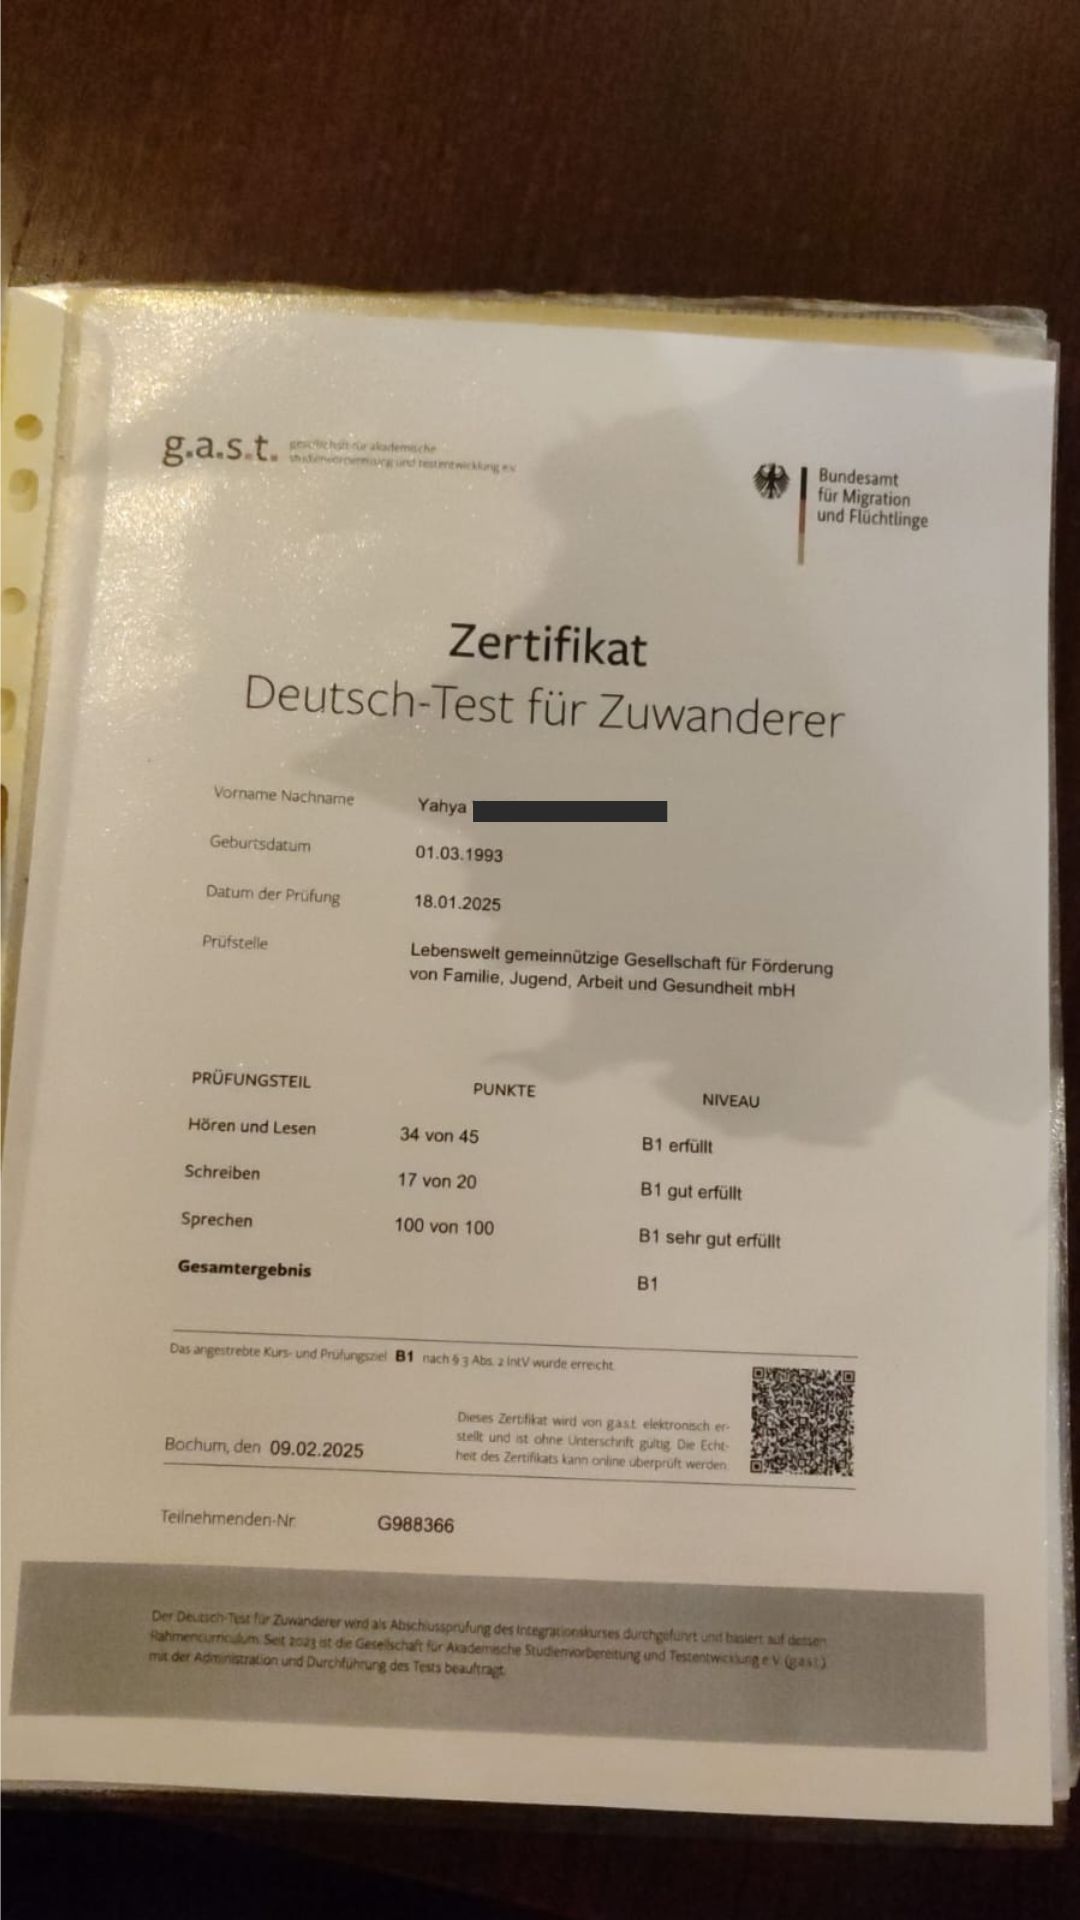 g.a.s.t. gesellschaft für akademische
studienvorbereitung und testentwicklung e.v.
Bundesamt
für Migration
und Flüchtlinge
Zertifikat
Deutsch-Test für Zuwanderer
Vorname Nachname Yahya
Geburtsdatum 01.03.1993
Datum der Prüfung 18.01.2025
Prüfstelle Lebenswelt gemeinnützige Gesellschaft für Förderung
von Familie, Jugend, Arbeit und Gesundheit mbH
PRÜFUNGSTEIL PUNKTE NIVEAU
Hören und Lesen 34 von 45 B1 erfüllt
Schreiben 17 von 20 B1 gut erfüllt
Sprechen 100 von 100 B1 sehr gut erfüllt
Gesamtergebnis B1
Das angestrebte Kurs- und Prüfungsziel B1 nach § 3 Abs. 2 IntV wurde erreicht.
Dieses Zertifikat wird von g.a.s.t. elektronisch er-
stellt und ist ohne Unterschrift gültig. Die Echt-
heit des Zertifikats kann online überprüft werden.
Bochum, den 09.02.2025
Teilnehmenden-Nr. G988366
Der Deutsch-Test für Zuwanderer wird als Abschlussprüfung des Integrationskurses durchgeführt und basiert auf dessen
Rahmencurriculum. Seit 2023 ist die Gesellschaft für Akademische Studienvorbereitung und Testentwicklung e.V. (g.a.s.t.)
mit der Administration und Durchführung des Tests beauftragt.